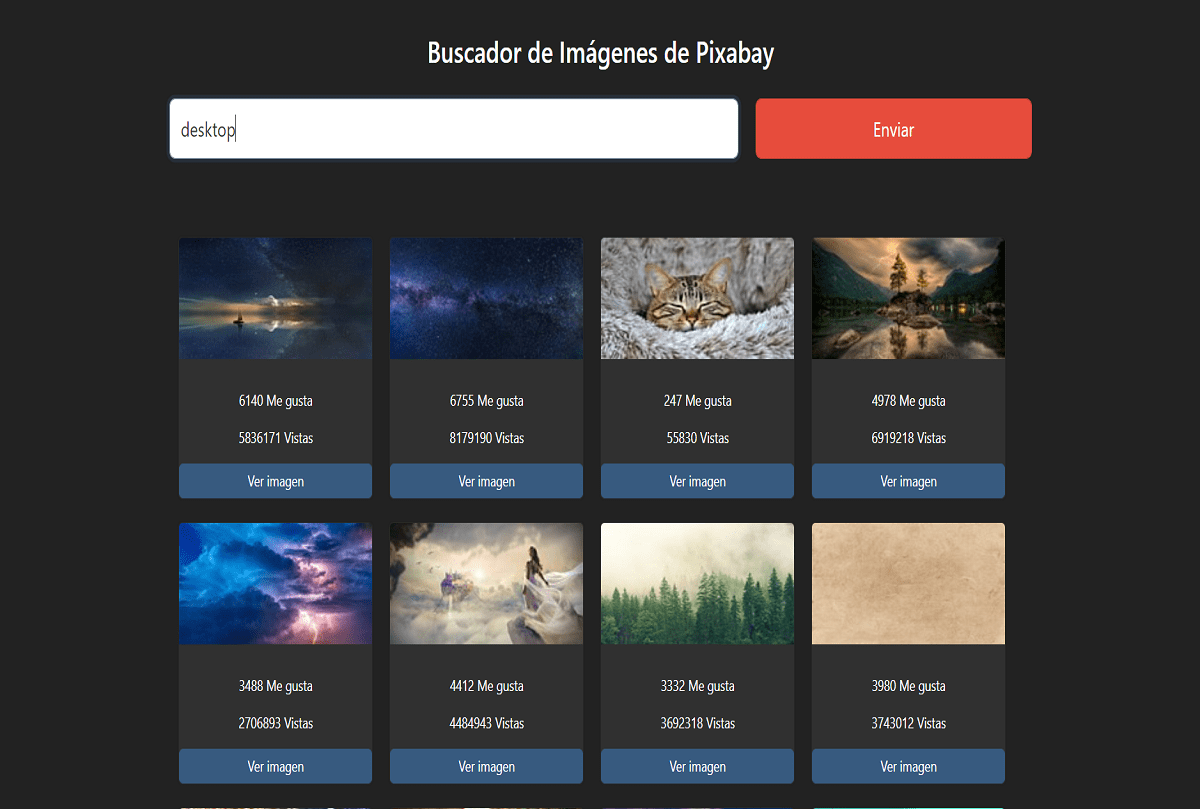 Buscador de Imágenes de Pixabay
desktop
Enviar
6140 Me gusta
5836171 Vistas
Ver imagen
6755 Me gusta
8179190 Vistas
Ver imagen
247 Me gusta
55830 Vistas
Ver imagen
4978 Me gusta
6919218 Vistas
Ver imagen
3488 Me gusta
2706893 Vistas
Ver imagen
4412 Me gusta
4484943 Vistas
Ver imagen
3332 Me gusta
3692318 Vistas
Ver imagen
3980 Me gusta
3743012 Vistas
Ver imagen